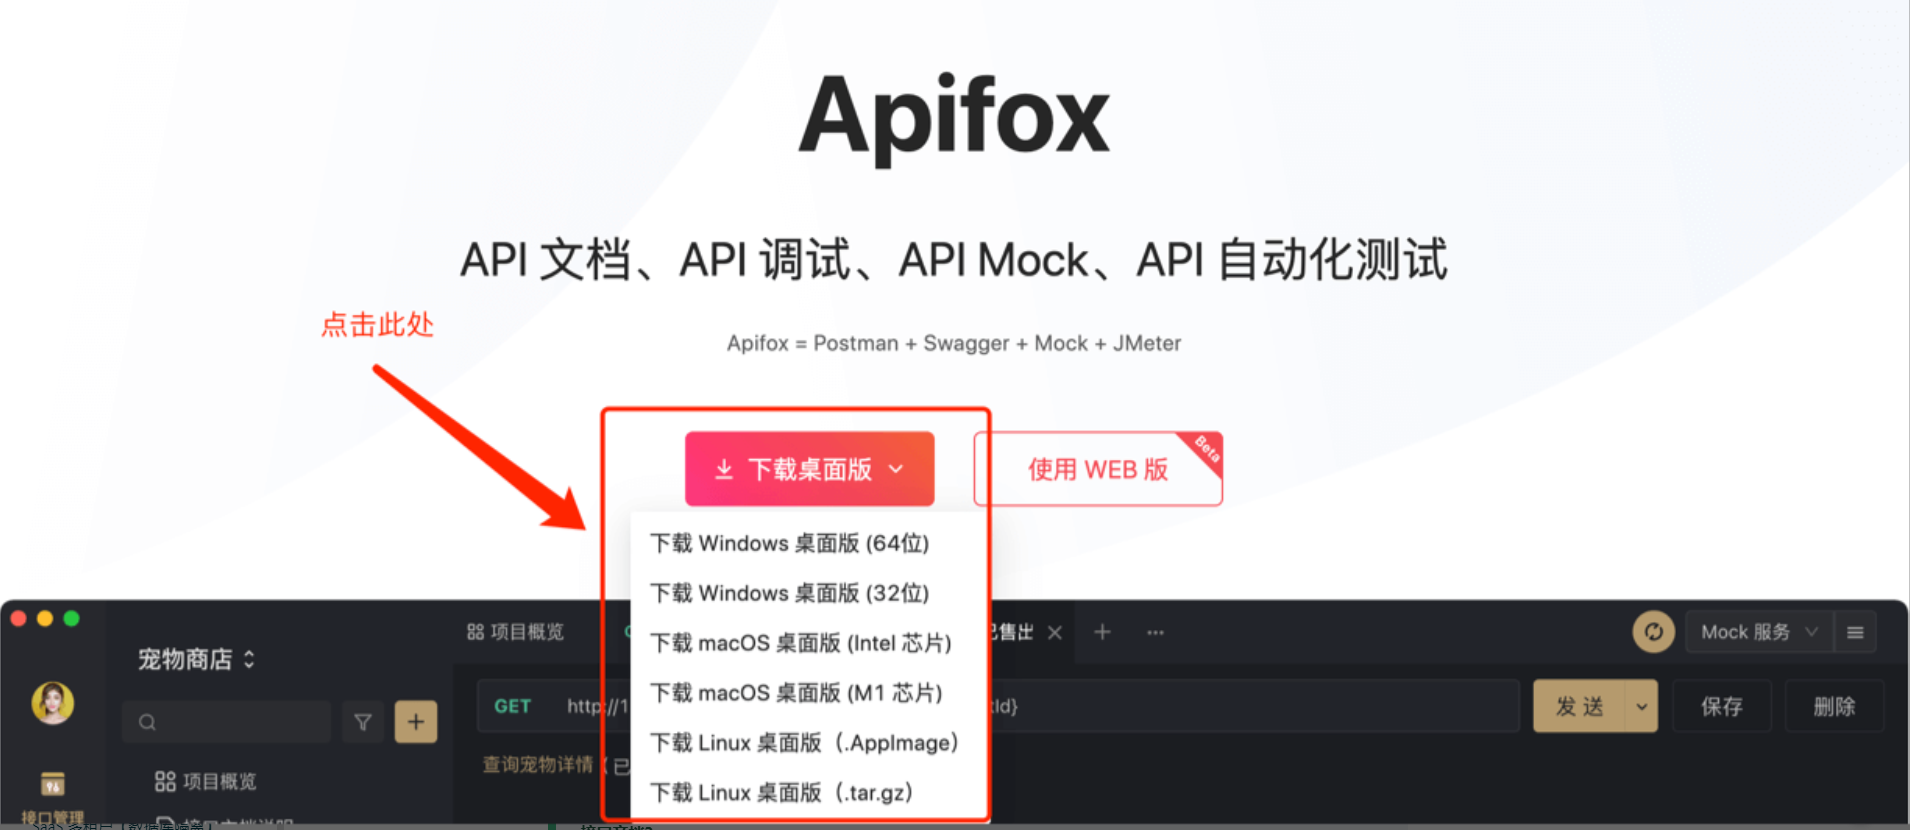 Apifox
API 文档、API 调试、API Mock、API 自动化测试
点击此处
Apifox = Postman + Swagger + Mock + JMeter
下载桌面版
使用 WEB 版
Beta
下载 Windows 桌面版 (64位)
下载 Windows 桌面版 (32位)
下载 macOS 桌面版 (Intel 芯片)
下载 macOS 桌面版 (M1 芯片)
下载 Linux 桌面版（.AppImage）
下载 Linux 桌面版（.tar.gz）
宠物商店
项目概览
已售出
Mock 服务
GET
http://1
tId}
发 送
保存
删除
查询宠物详情（已
项目概览
接口管理